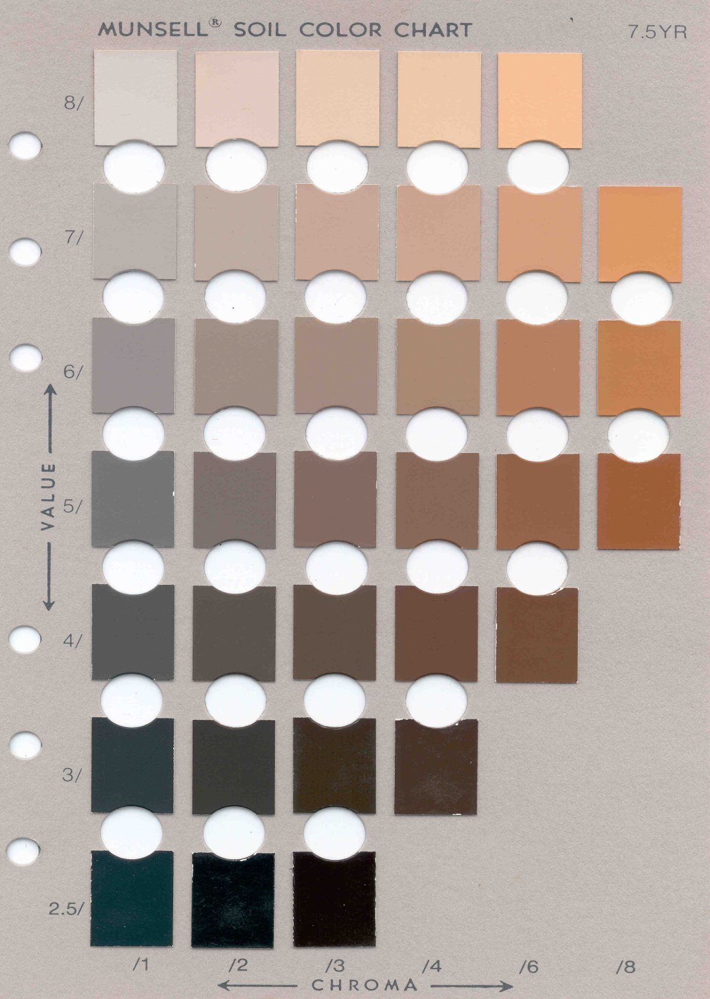 MUNSELL® SOIL COLOR CHART 7.5YR
8/
7/
6/
VALUE
5/
4/
3/
2.5/
/1 /2 /3 /4 /6 /8
CHROMA